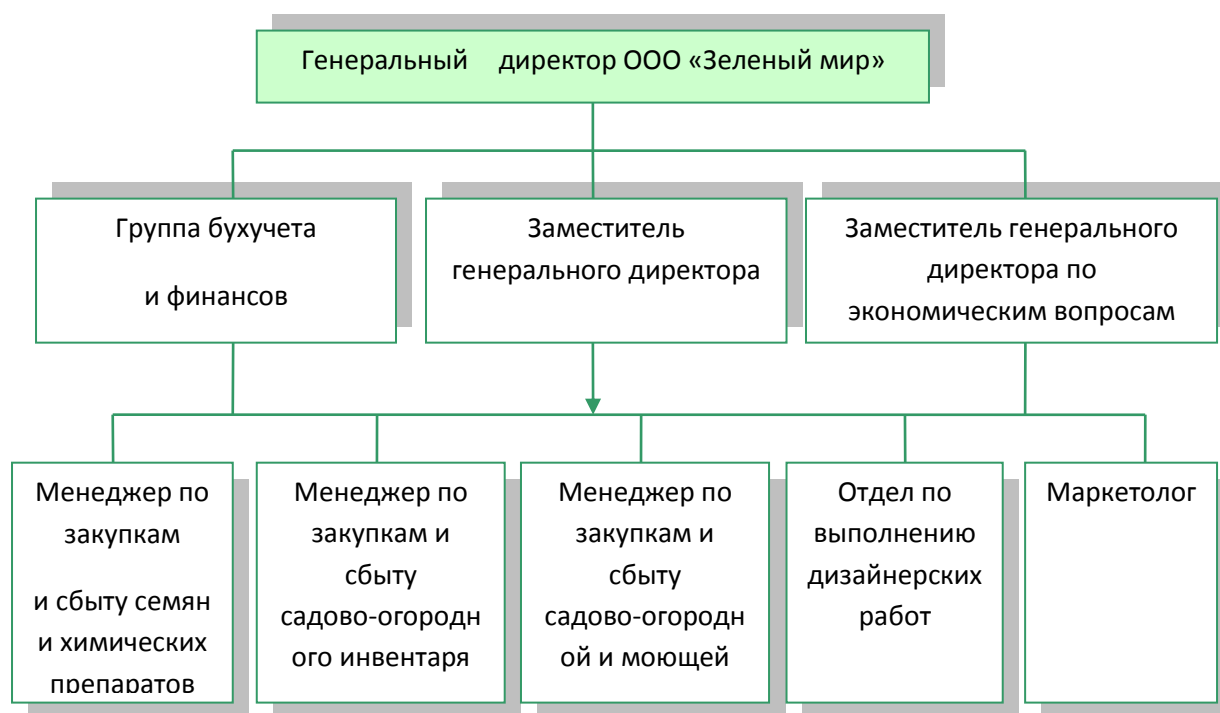 Генеральный директор ООО «Зеленый мир»
Группа бухучета
и финансов
Заместитель
генерального директора
Заместитель генерального
директора по
экономическим вопросам
Менеджер по
закупкам
и сбыту семян
и химических
препаратов
Менеджер по
закупкам и
сбыту
садово-огородн
ого инвентаря
Менеджер по
закупкам и
сбыту
садово-огородн
ой и моющей
Отдел по
выполнению
дизайнерских
работ
Маркетолог